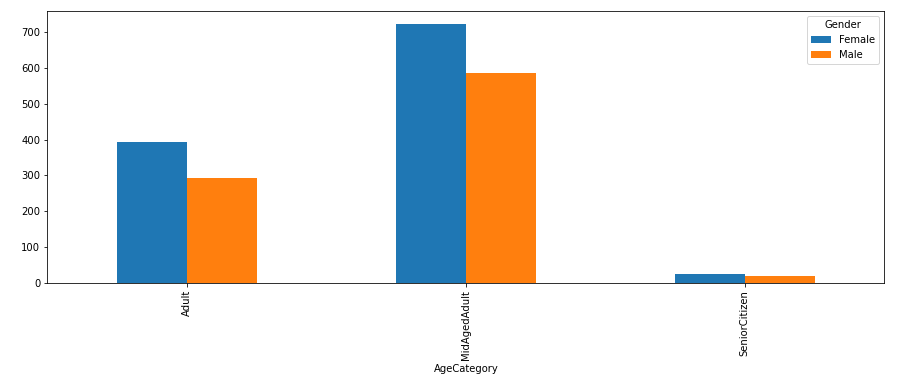 700
600
500
400
300
200
100
0
Gender
Female
Male
Adult
MidAgedAdult
SeniorCitizen
AgeCategory